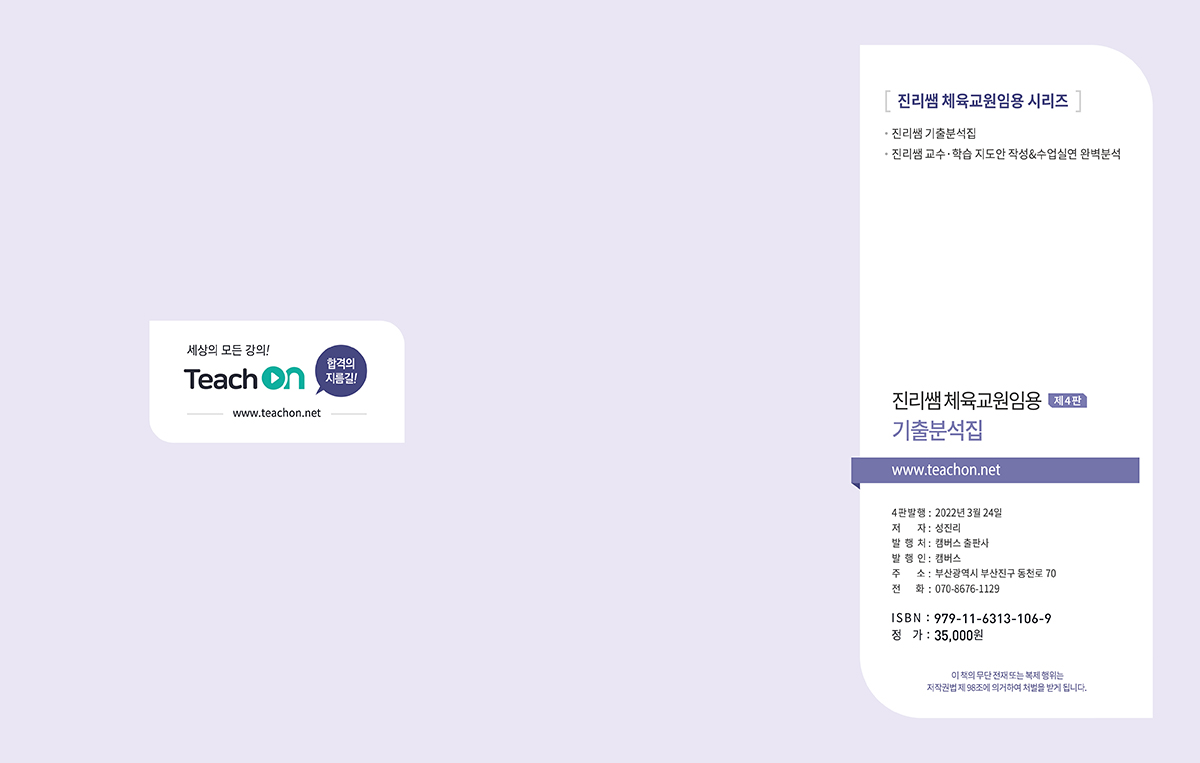 세상의 모든 강의!
Teach On
합격의
지름길!
www.teachon.net
[ 진리쌤 체육교원임용 시리즈 ]
· 진리쌤 기출분석집
· 진리쌤 교수·학습 지도안 작성&수업실연 완벽분석
진리쌤 체육교원임용 제4판
기출분석집
www.teachon.net
4판발행 : 2022년 3월 24일
저 자 : 성진리
발 행 처 : 캠버스 출판사
발 행 인 : 캠버스
주 소 : 부산광역시 부산진구 동천로 70
전 화 : 070-8676-1129
ISBN : 979-11-6313-106-9
정 가 : 35,000원
이 책의 무단 전재 또는 복제 행위는
저작권법 제 98조에 의거하여 처벌을 받게 됩니다.